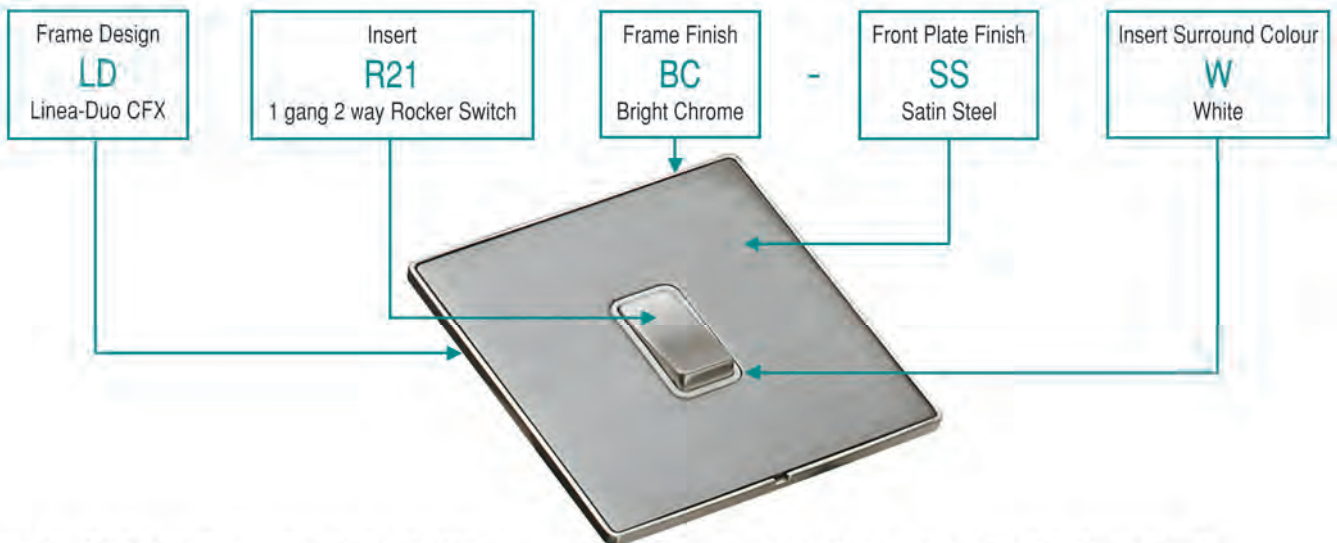 Frame Design
LD
Linea-Duo CFX
Insert
R21
1 gang 2 way Rocker Switch
Frame Finish
BC
Bright Chrome
-
Front Plate Finish
SS
Satin Steel
Insert Surround Colour
W
White